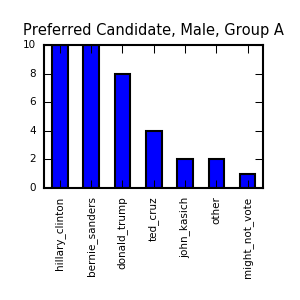 Preferred Candidate, Male, Group A
10
8
6
4
2
0
hillary_clinton
bernie_sanders
donald_trump
ted_cruz
john_kasich
other
might_not_vote